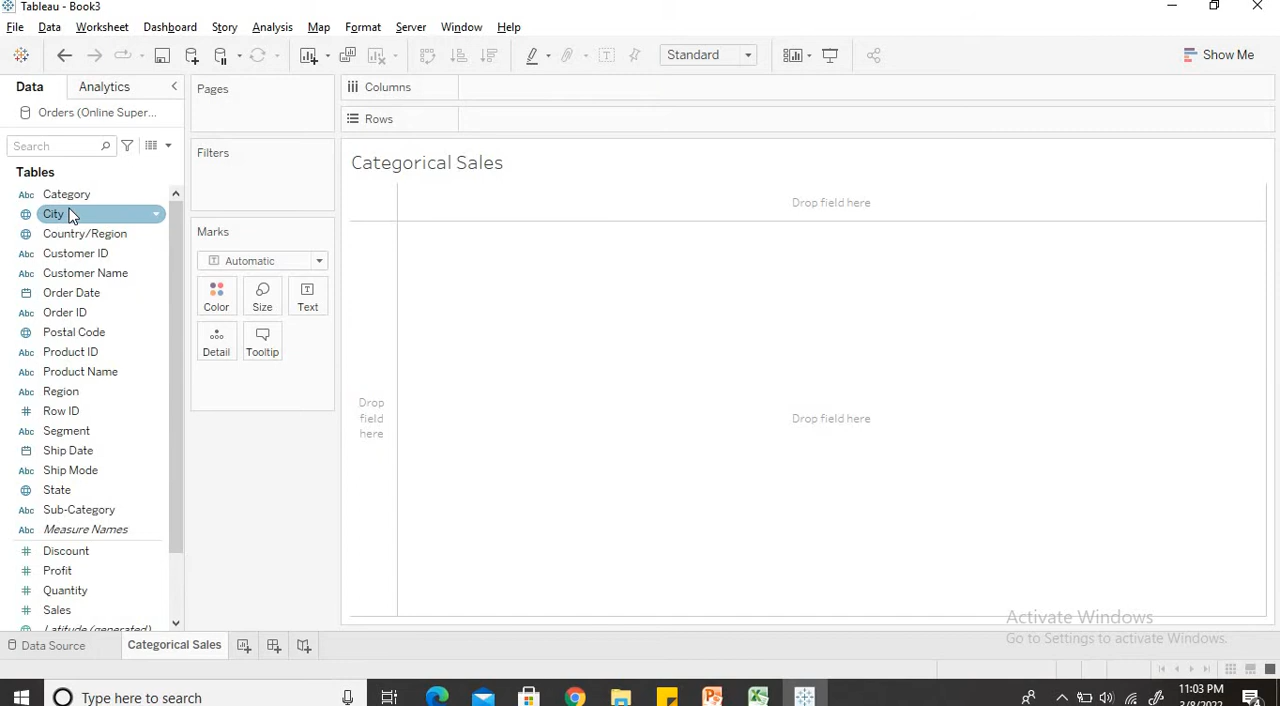 Tableau - Book3
File Data Worksheet Dashboard Story Analysis Map Format Server Window Help
Standard
Show Me
Data Analytics
Orders (Online Super...
Search
Tables
Category
City
Country/Region
Customer ID
Customer Name
Order Date
Order ID
Postal Code
Product ID
Product Name
Region
Row ID
Segment
Ship Date
Ship Mode
State
Sub-Category
Measure Names
Discount
Profit
Quantity
Sales
Latitude (generated)
Pages
Filters
Marks
Automatic
Color Size Text
Detail Tooltip
Columns
Rows
Categorical Sales
Drop field here
Drop
field
here
Drop field here
Activate Windows
Go to Settings to activate Windows.
Data Source Categorical Sales
Type here to search
11:03 PM
3/8/2022